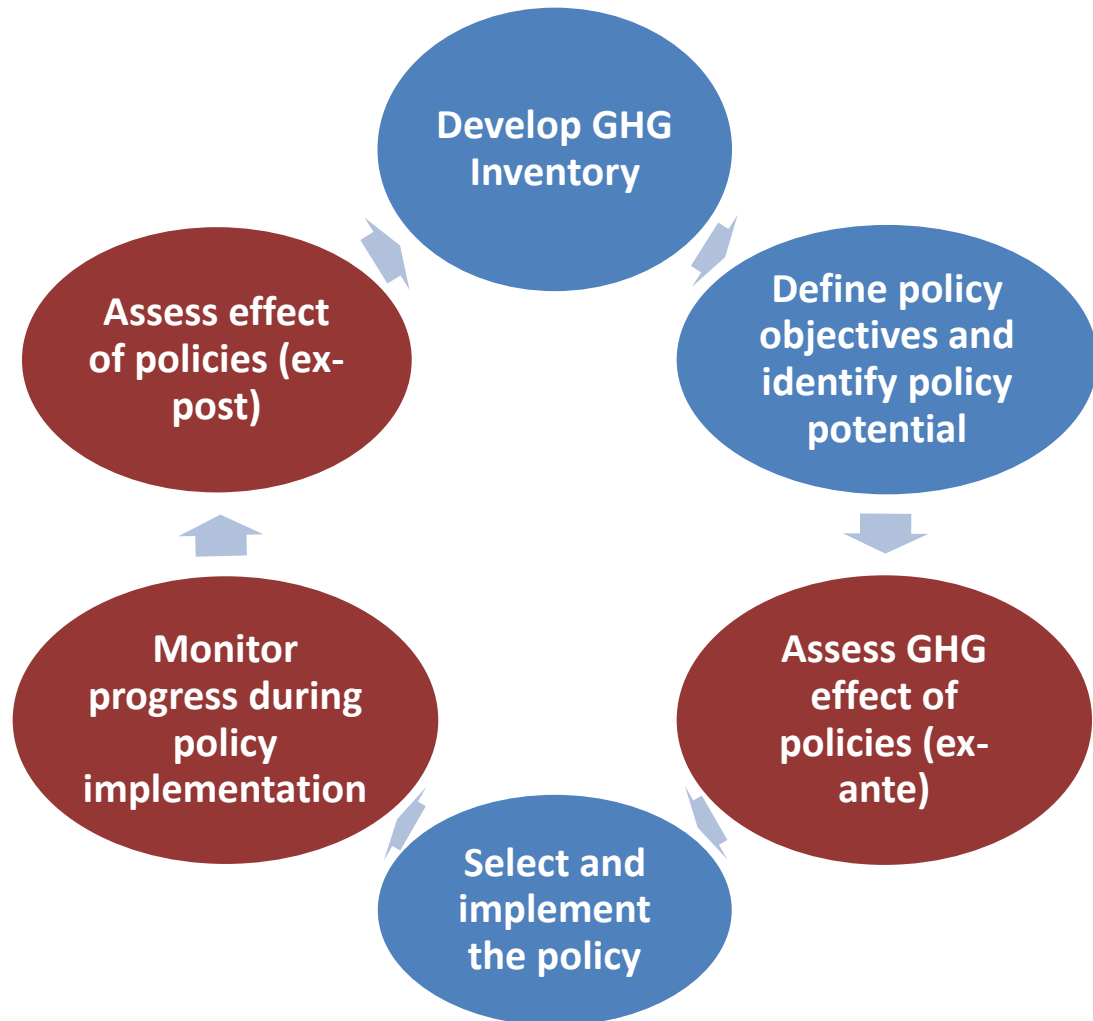 Develop GHG
Inventory
Define policy
objectives and
identify policy
potential
Assess GHG
effect of
policies (ex-
ante)
Select and
implement
the policy
Monitor
progress during
policy
implementation
Assess effect
of policies (ex-
post)